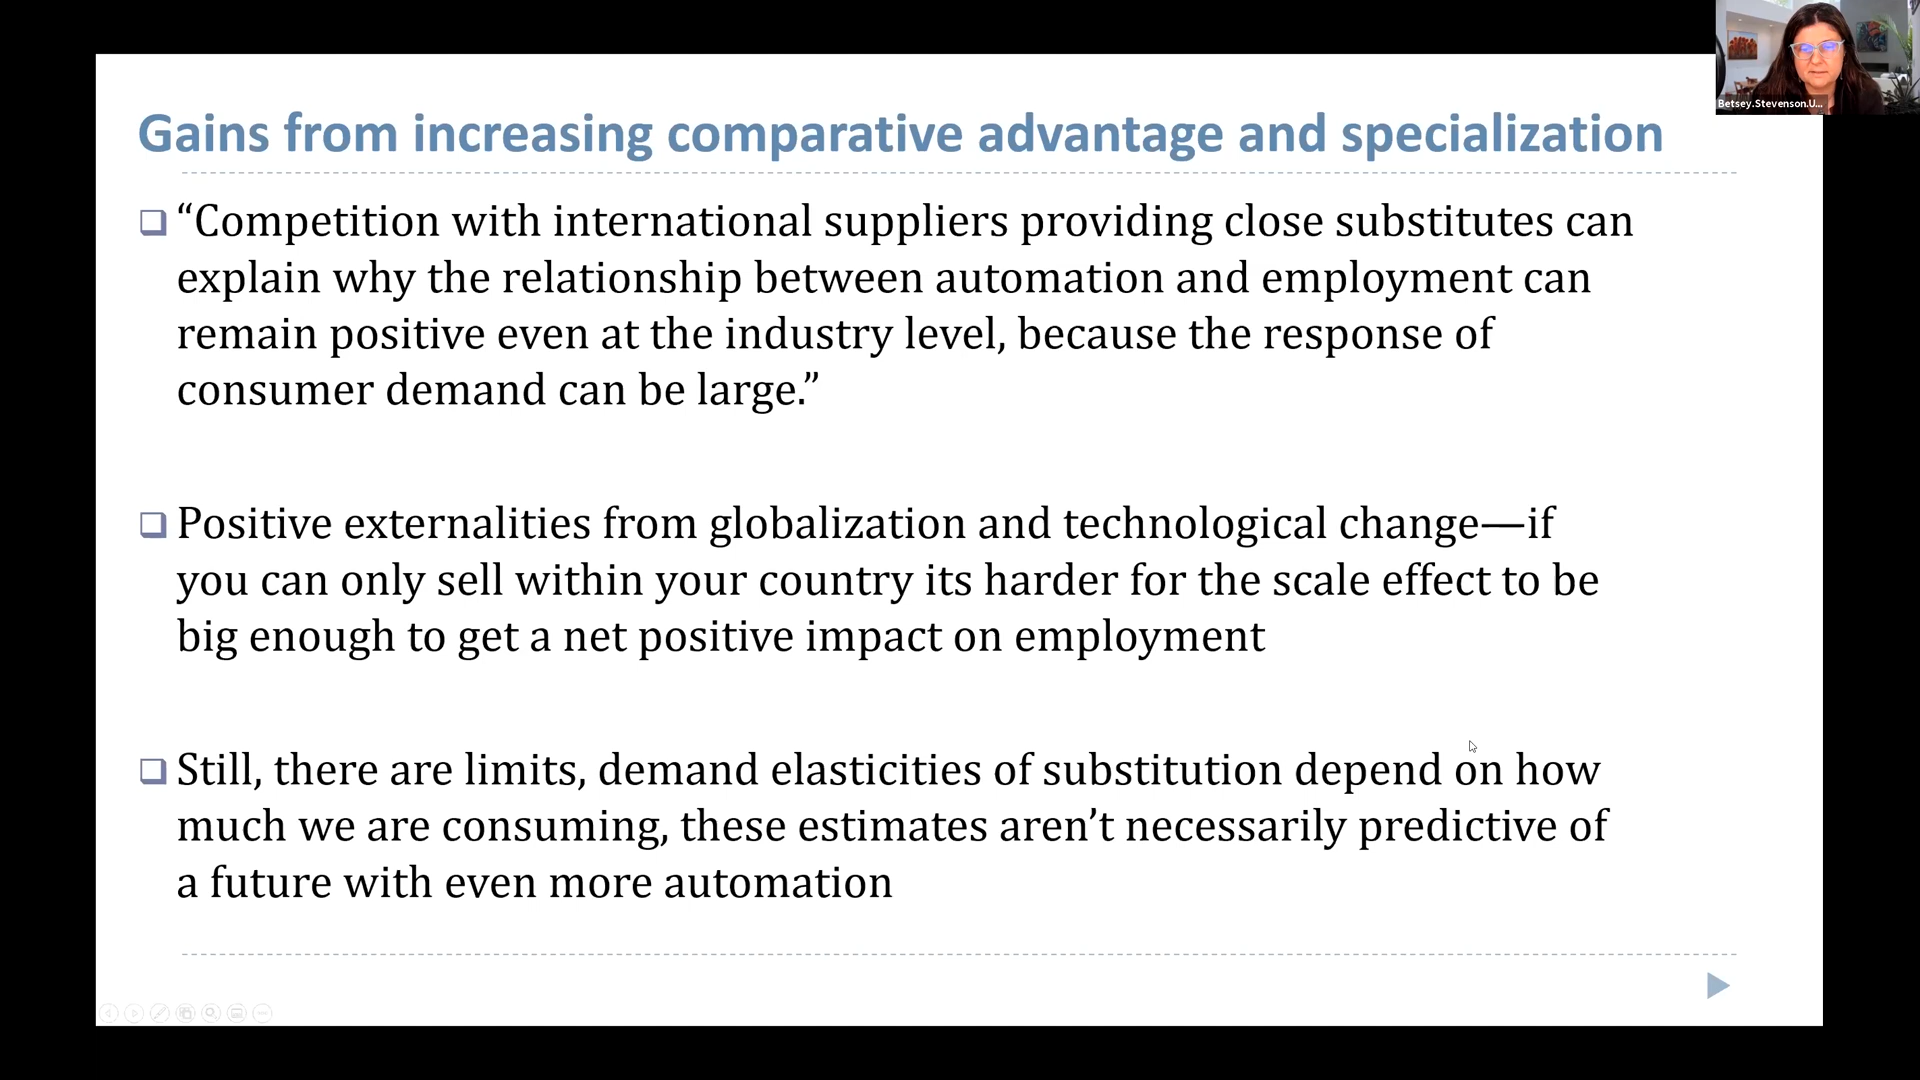 Betsey.Stevenson.U...
Gains from increasing comparative advantage and specialization
“Competition with international suppliers providing close substitutes can
explain why the relationship between automation and employment can
remain positive even at the industry level, because the response of
consumer demand can be large.”
Positive externalities from globalization and technological change—if
you can only sell within your country its harder for the scale effect to be
big enough to get a net positive impact on employment
Still, there are limits, demand elasticities of substitution depend on how
much we are consuming, these estimates aren’t necessarily predictive of
a future with even more automation